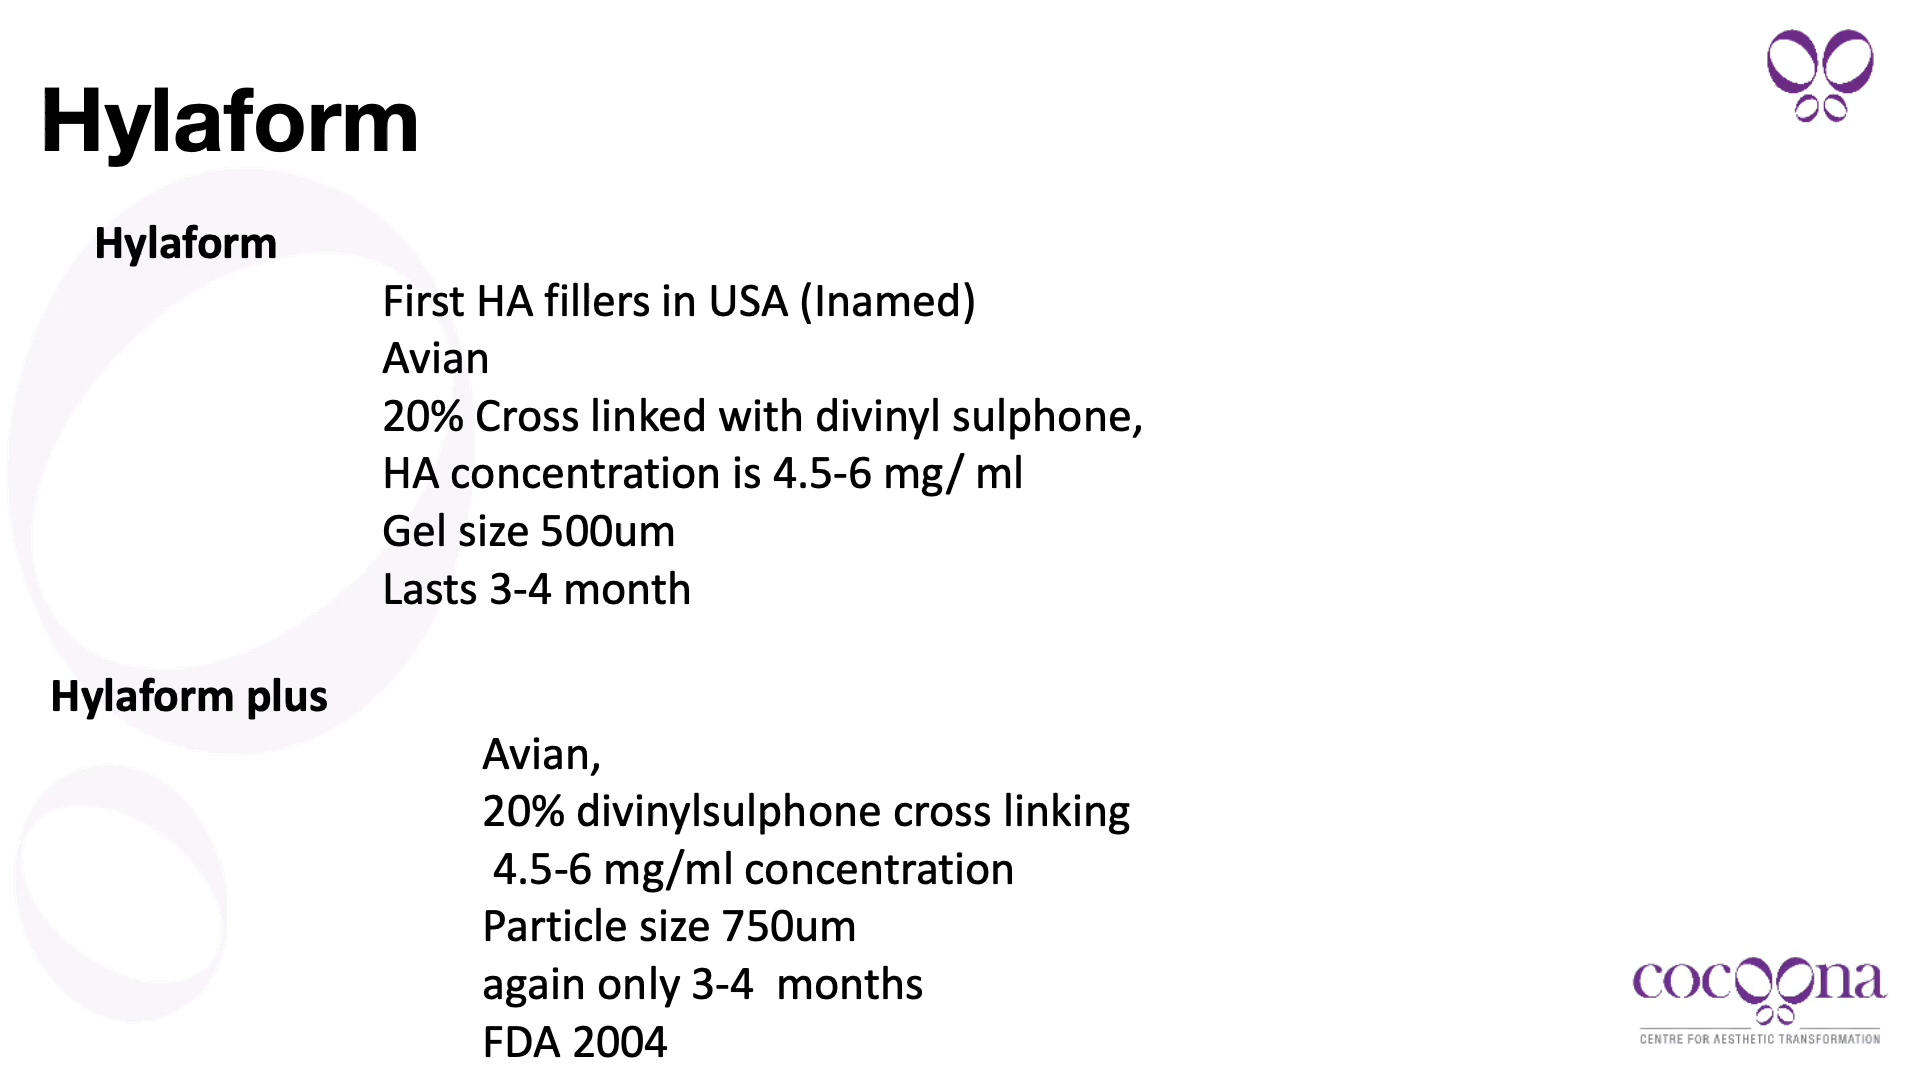 Hylaform
Hylaform
First HA fillers in USA (Inamed)
Avian
20% Cross linked with divinyl sulphone,
HA concentration is 4.5-6 mg/ ml
Gel size 500um
Lasts 3-4 month
Hylaform plus
Avian,
20% divinylsulphone cross linking
4.5-6 mg/ml concentration
Particle size 750um
again only 3-4  months
FDA 2004
cocoona
CENTRE FOR AESTHETIC TRANSFORMATION